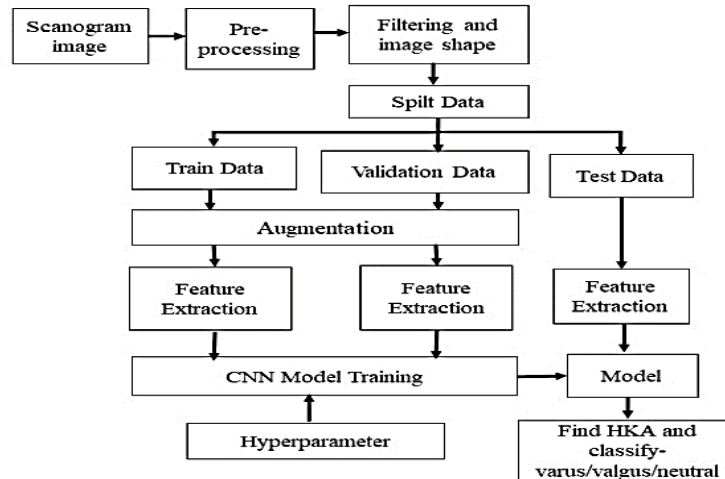 Scanogram
image
Pre-
processing
Filtering and
image shape
Spilt Data
Train Data
Validation Data
Test Data
Augmentation
Feature
Extraction
Feature
Extraction
Feature
Extraction
CNN Model Training
Model
Hyperparameter
Find HKA and
classify-
varus/valgus/neutral